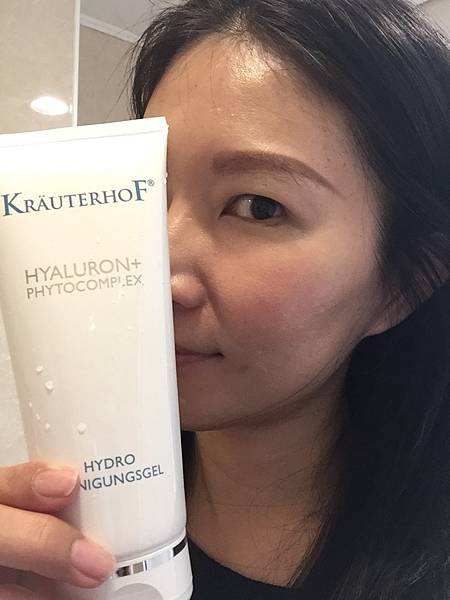 KRÄUTERHOF®
HYALURON+
PHYTOCOMPLEX
HYDRO
NIGUNGSGEL